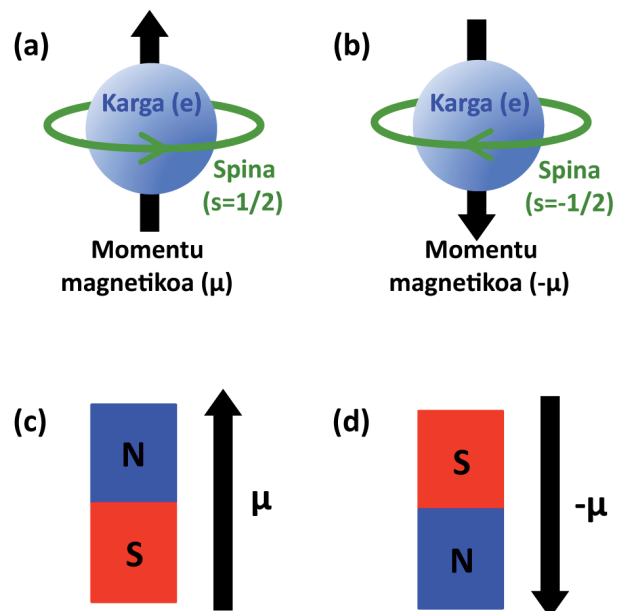 (a)
Karga (e)
Spina
(s=1/2)
Momentu
magnetikoa (μ)
(b)
Karga (e)
Spina
(s=-1/2)
Momentu
magnetikoa (-μ)
(c)
N
S
μ
(d)
S
N
-μ